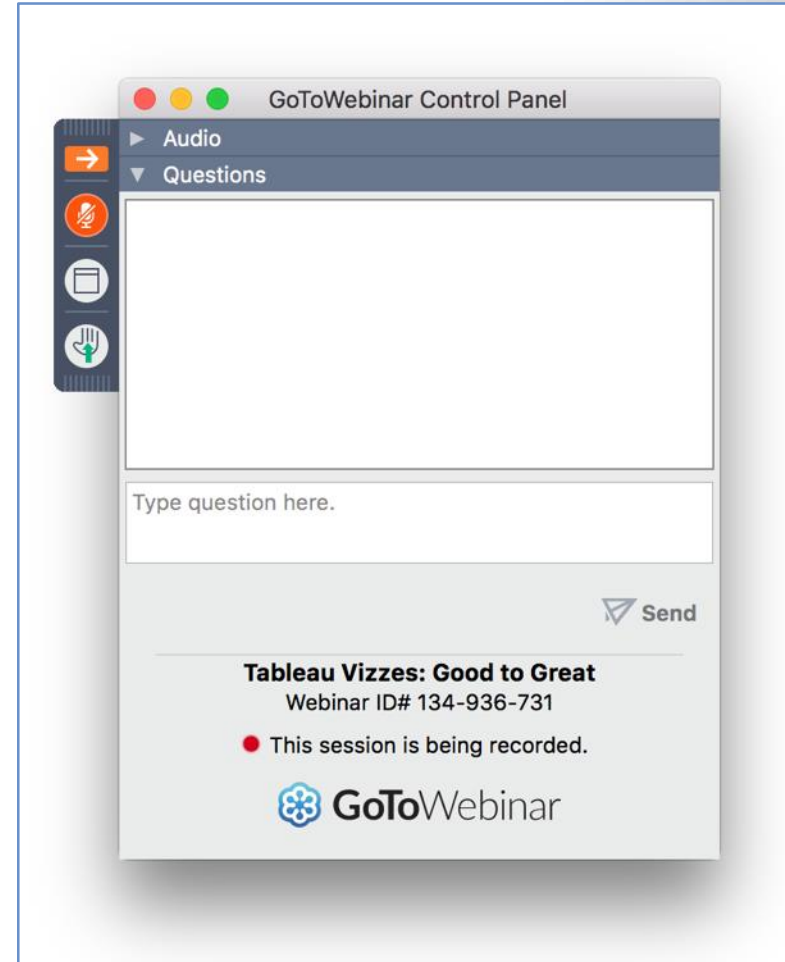 GoToWebinar Control Panel
Audio
Questions
Type question here.
Send
Tableau Vizzes: Good to Great
Webinar ID# 134-936-731
This session is being recorded.
GoToWebinar